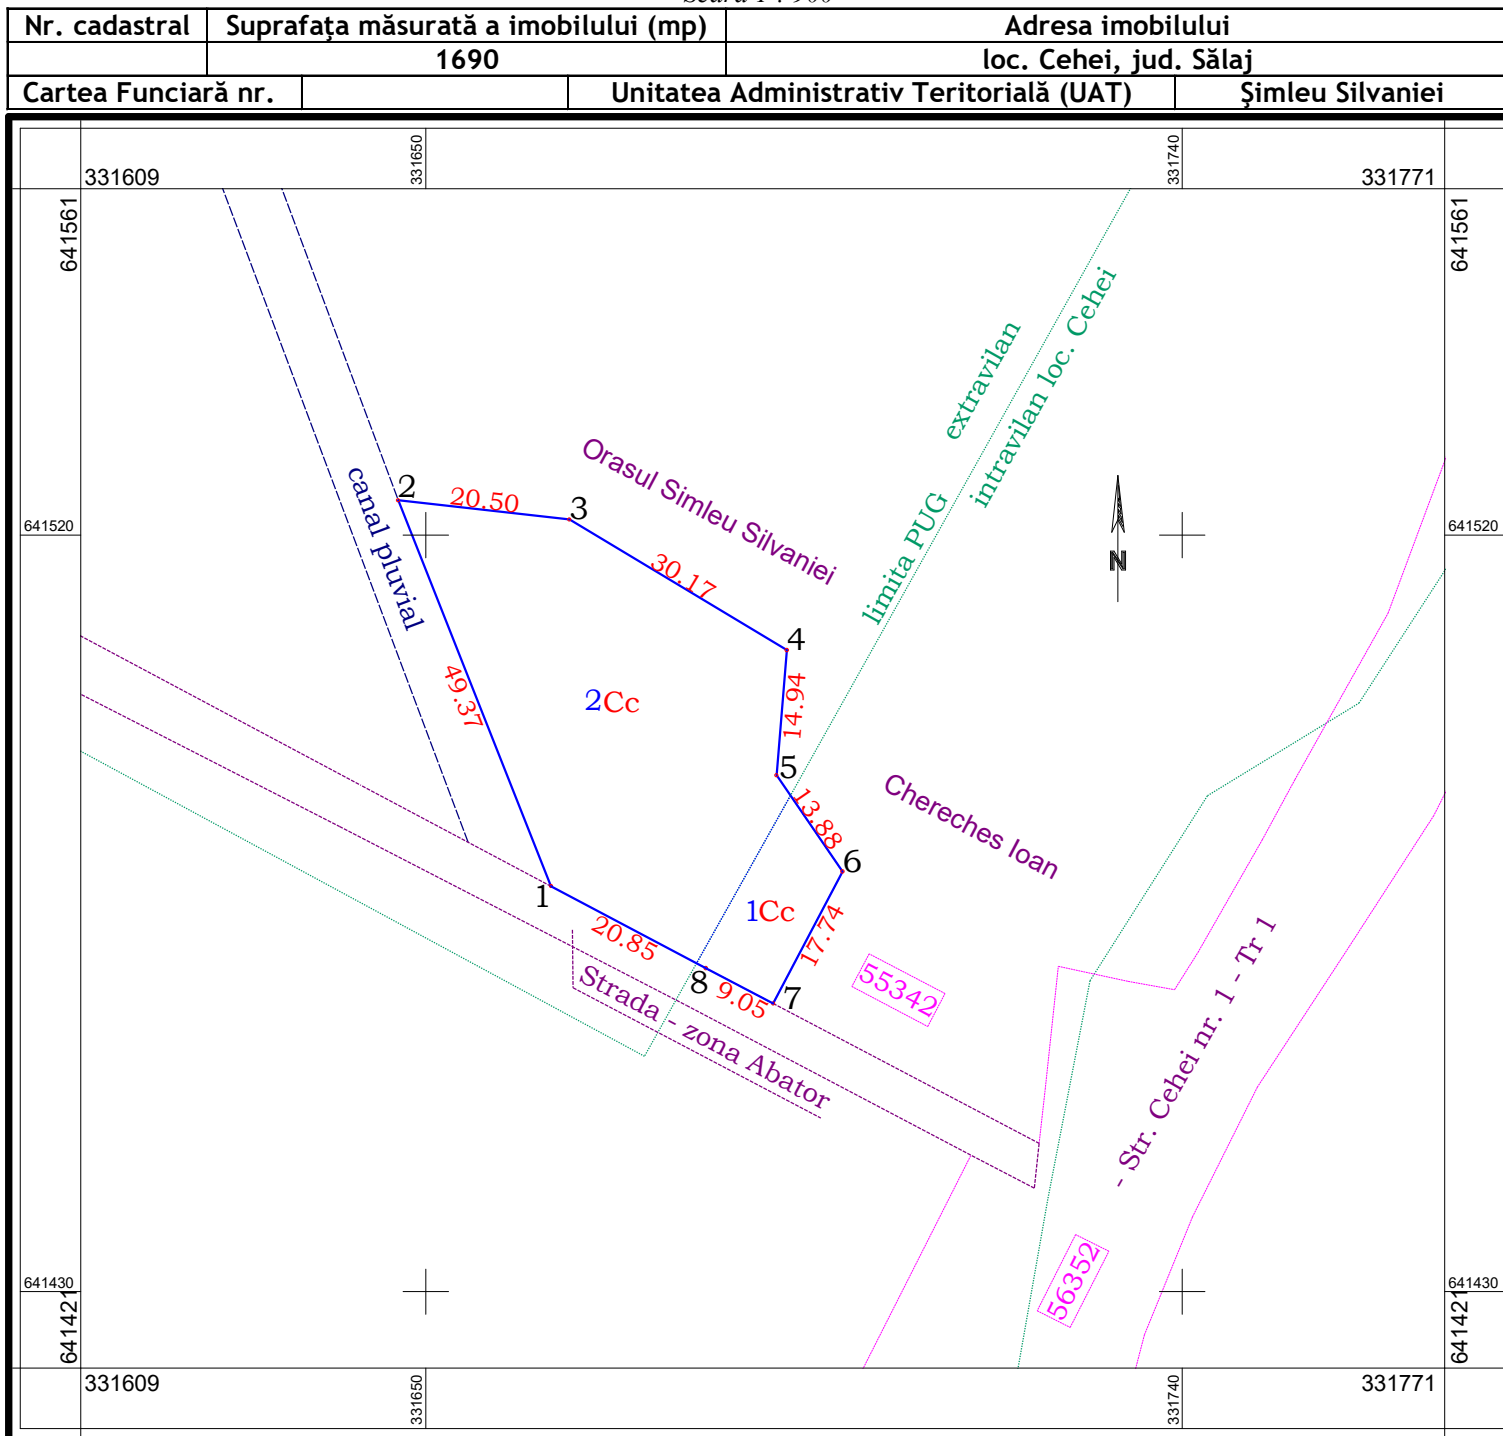 Scara 1 : 900
Nr. cadastral
Suprafața măsurată a imobilului (mp)
Adresa imobilului
1690
loc. Cehei, jud. Sălaj
Cartea Funciară nr.
Unitatea Administrativ Teritorială (UAT)
Şimleu Silvaniei
331650
331740
331609
331771
641561
641561
extravilan
intravilan loc. Cehei
Orasul Simleu Silvaniei
limita PUG
canal pluvial
2
20.50
3
641520
641520
30.17
N
4
49.37
2Cc
14.94
5
13.88
Chereches Ioan
6
1
1Cc
20.85
17.74
8
9.05
7
55342
Strada - zona Abator
- Str. Cehei nr. 1 - Tr 1
56352
641430
641430
641421
641421
331609
331771
331650
331740